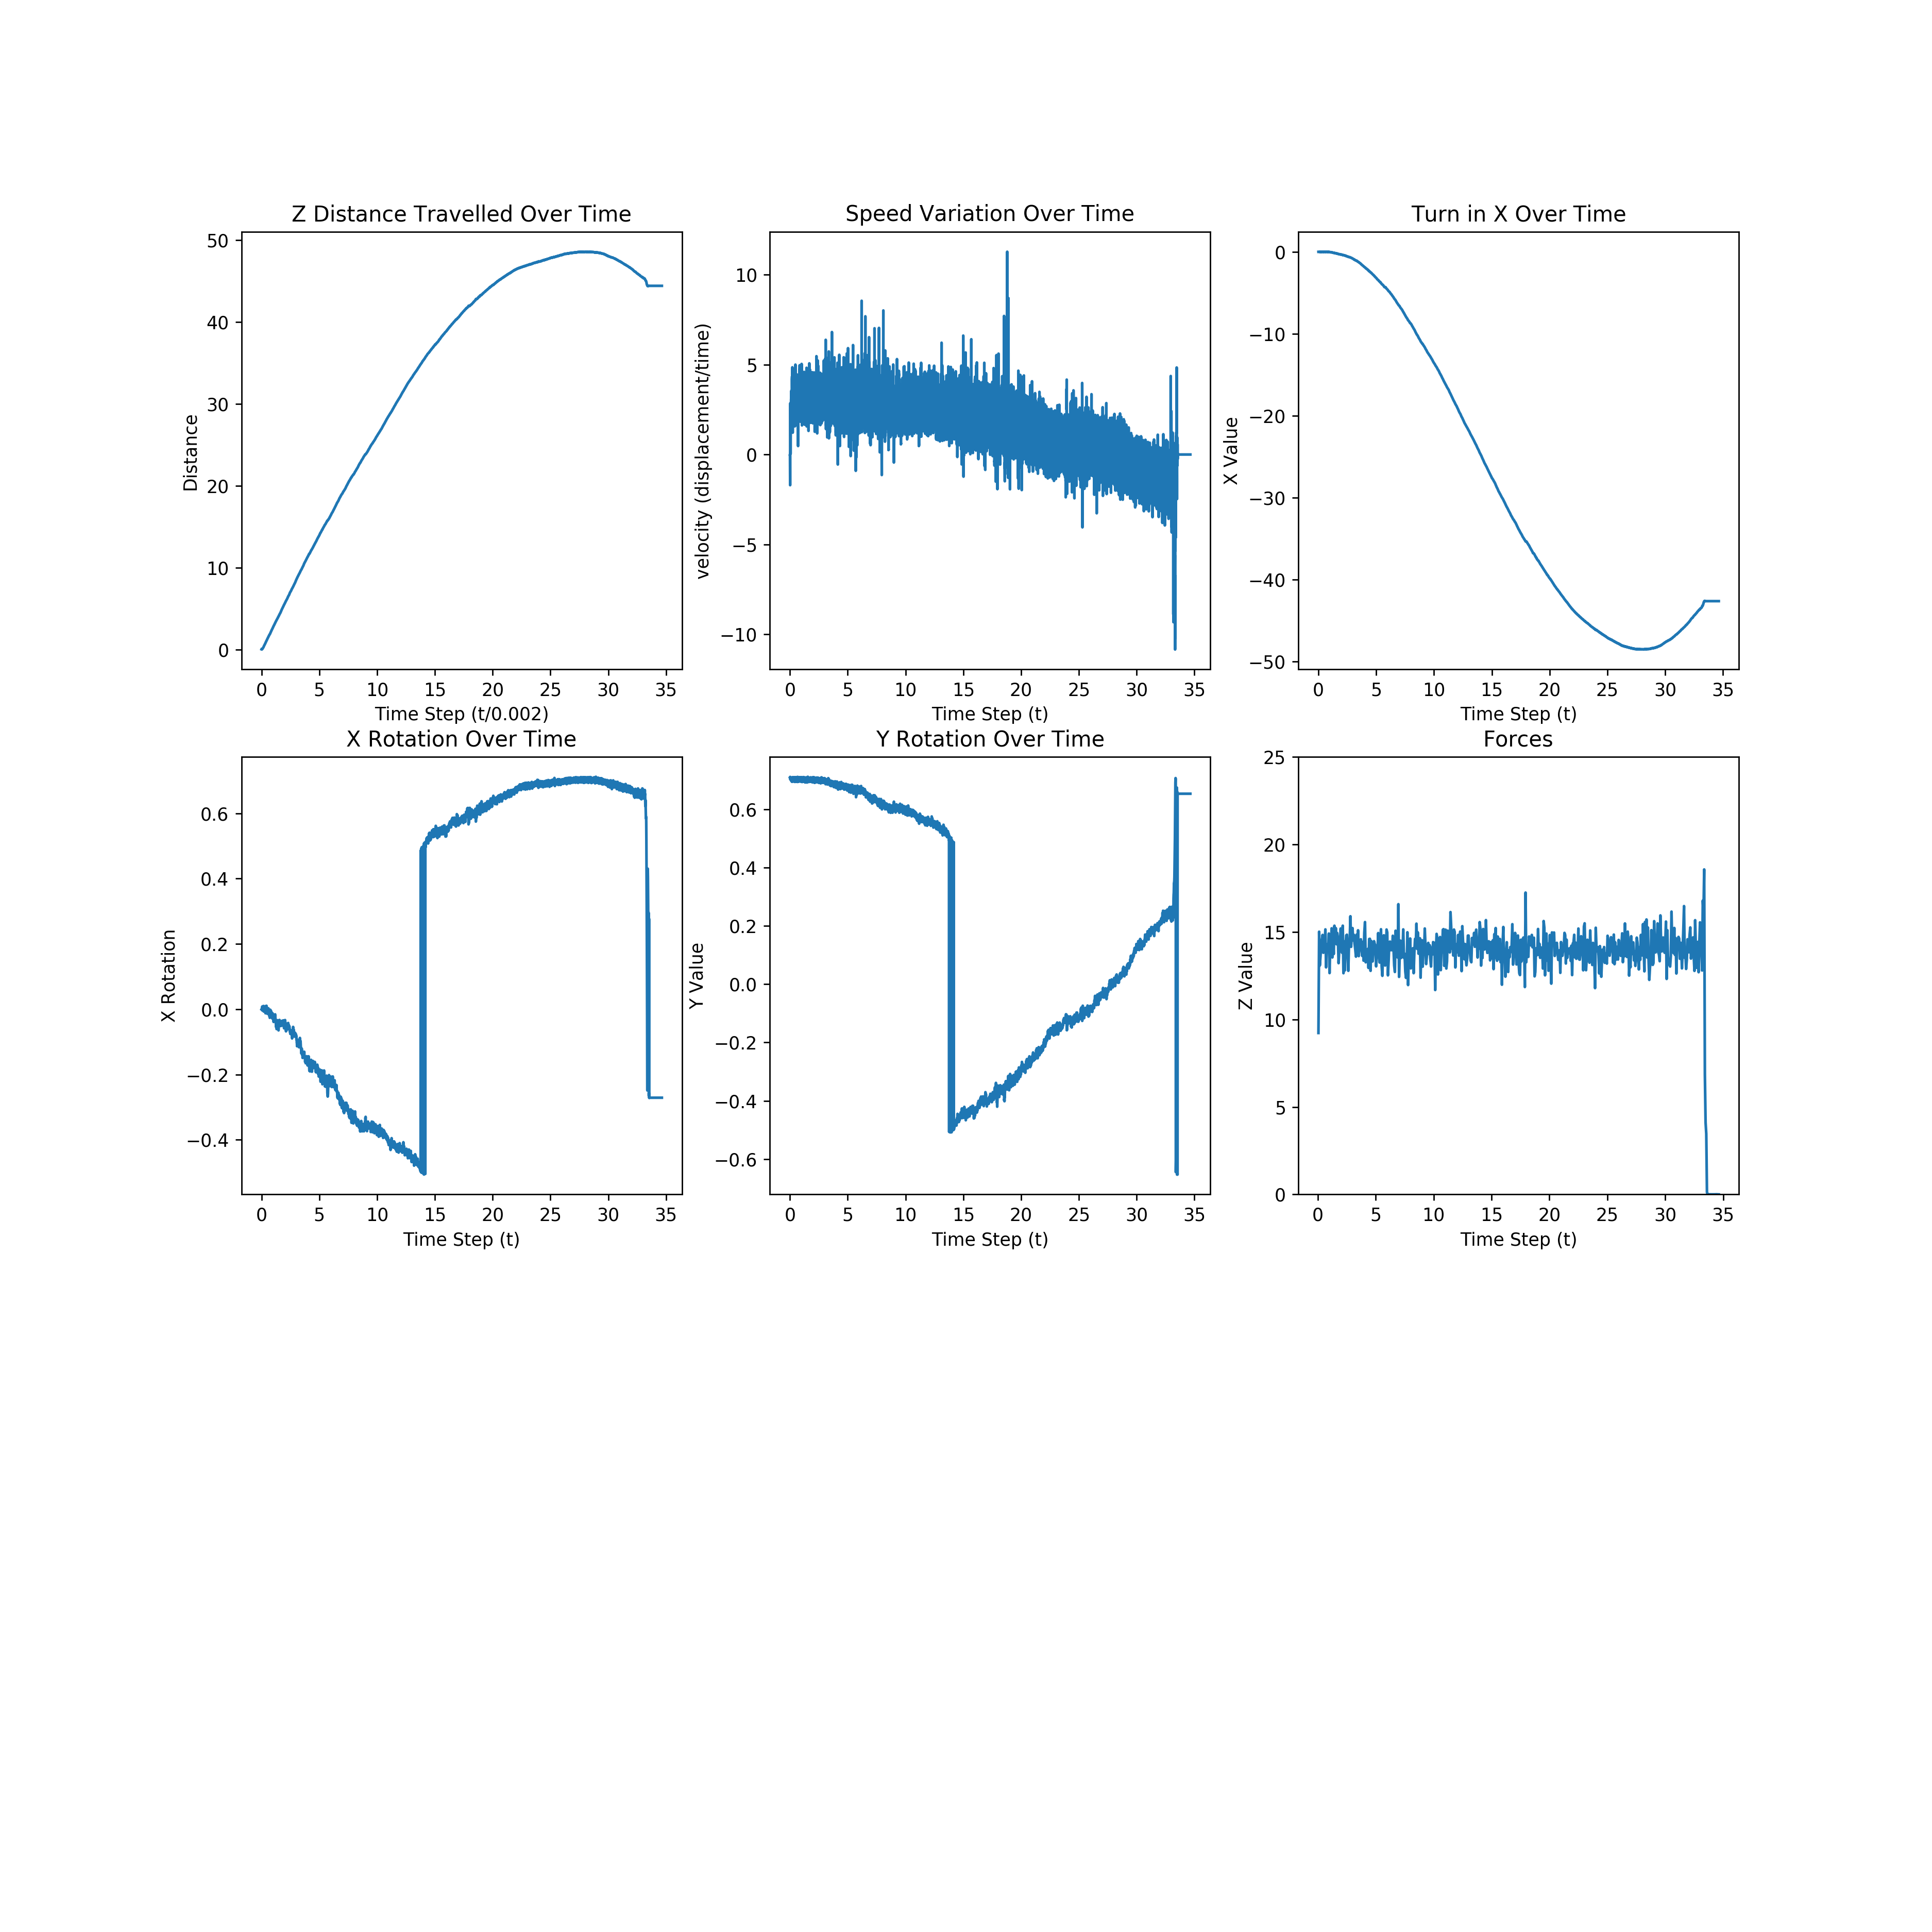 Z Distance Travelled Over Time
Speed Variation Over Time
Turn in X Over Time
50
40
30
20
10
0
Distance
0 5 10 15 20 25 30 35
Time Step (t/0.002)
10
5
0
−5
−10
velocity (displacement/time)
0 5 10 15 20 25 30 35
Time Step (t)
0
−10
−20
−30
−40
−50
X Value
0 5 10 15 20 25 30 35
Time Step (t)
X Rotation Over Time
Y Rotation Over Time
Forces
0.6
0.4
0.2
0.0
−0.2
−0.4
X Rotation
0 5 10 15 20 25 30 35
Time Step (t)
0.6
0.4
0.2
0.0
−0.2
−0.4
−0.6
Y Value
0 5 10 15 20 25 30 35
Time Step (t)
25
20
15
10
5
0
Z Value
0 5 10 15 20 25 30 35
Time Step (t)